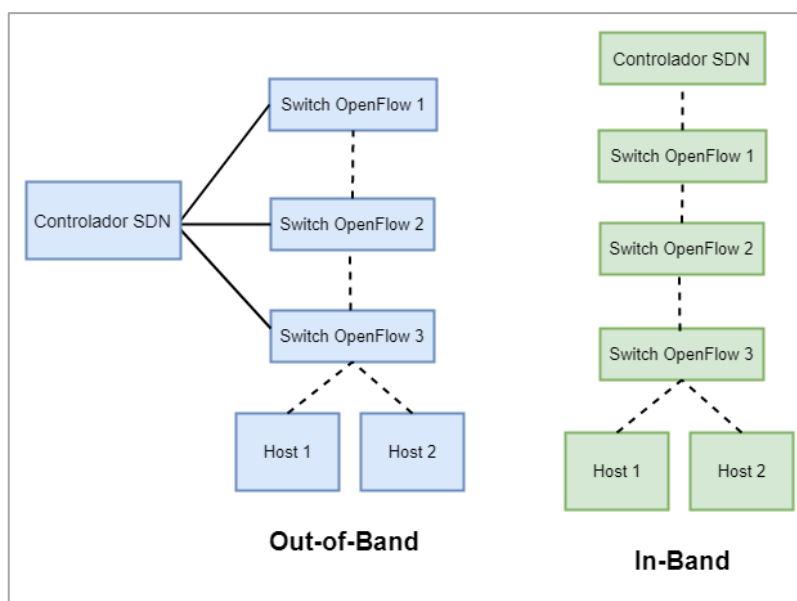 Switch OpenFlow 1
Controlador SDN
Switch OpenFlow 2
Switch OpenFlow 3
Host 1
Host 2
Out-of-Band
Controlador SDN
Switch OpenFlow 1
Switch OpenFlow 2
Switch OpenFlow 3
Host 1
Host 2
In-Band